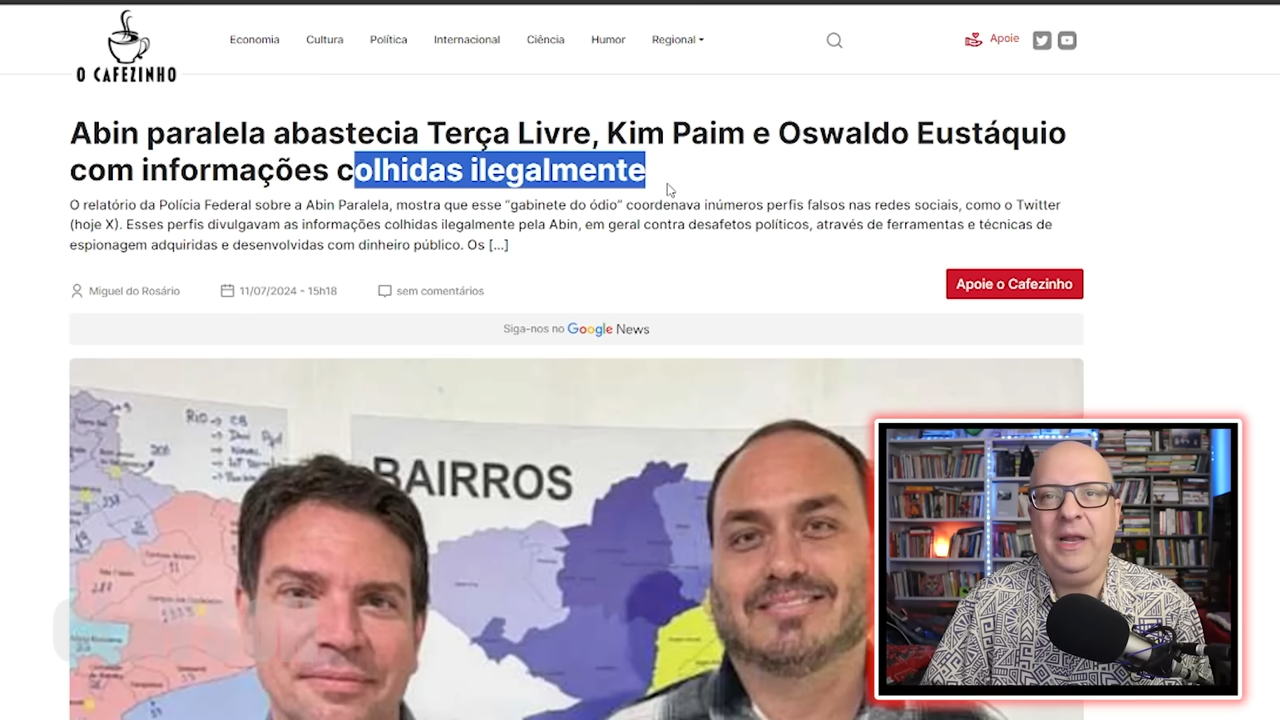 O CAFEZINHO
Economia Cultura Política Internacional Ciência Humor Regional
Apoie
Abin paralela abastecia Terça Livre, Kim Paim e Oswaldo Eustáquio
com informações colhidas ilegalmente
O relatório da Polícia Federal sobre a Abin Paralela, mostra que esse “gabinete do ódio” coordenava inúmeros perfis falsos nas redes sociais, como o Twitter
(hoje X). Esses perfis divulgavam as informações colhidas ilegalmente pela Abin, em geral contra desafetos políticos, através de ferramentas e técnicas de
espionagem adquiridas e desenvolvidas com dinheiro público. Os [...]
Miguel do Rosário 11/07/2024 - 15h18 sem comentários
Apoie o Cafezinho
Siga-nos no Google News
RIO → CB
BAIRROS